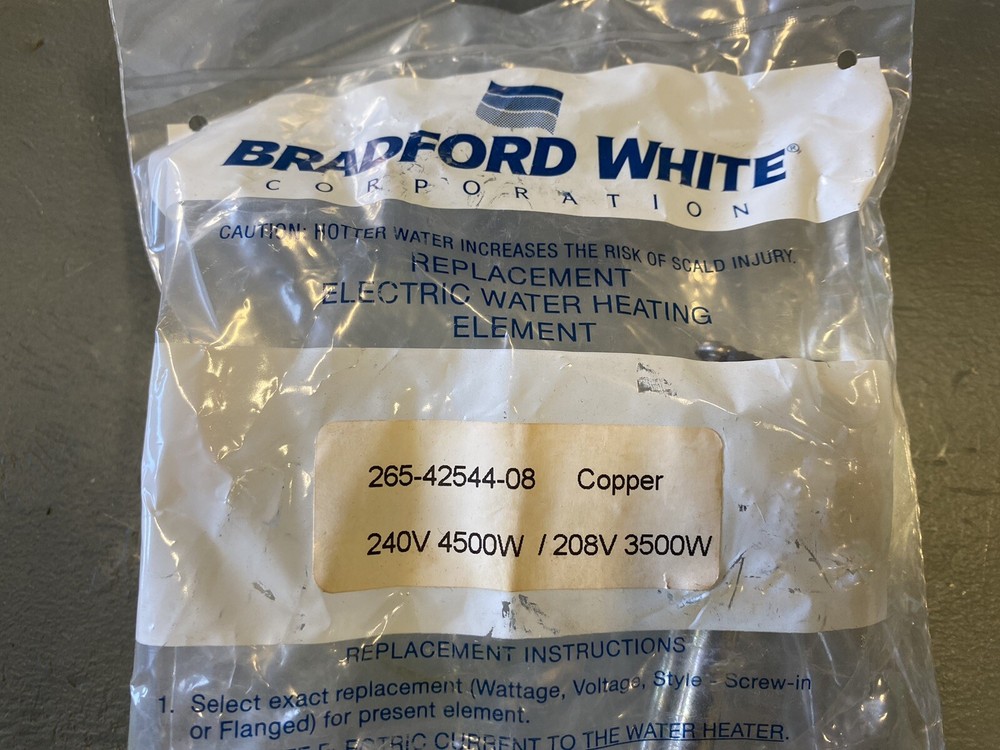 BRADFORD WHITE®
CORPORATION
CAUTION: HOTTER WATER INCREASES THE RISK OF SCALD INJURY.
REPLACEMENT
ELECTRIC WATER HEATING
ELEMENT
265-42544-08 Copper
240V 4500W / 208V 3500W
REPLACEMENT INSTRUCTIONS
1. Select exact replacement (Wattage, Voltage, Style - Screw-in
or Flanged) for present element.
ELECTRIC CURRENT TO THE WATER HEATER.